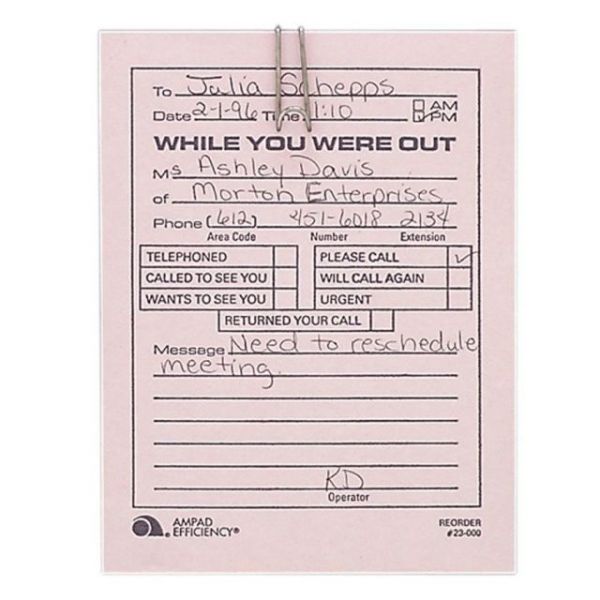 To Julia Schepps
Date 2-1-96 Time 1:10 AM
PM
WHILE YOU WERE OUT
Ms Ashley Davis
of Morton Enterprises
Phone (612) 451-6018 2134
Area Code Number Extension
TELEPHONED PLEASE CALL ✓
CALLED TO SEE YOU WILL CALL AGAIN
WANTS TO SEE YOU URGENT
RETURNED YOUR CALL
Message Need to reschedule
meeting.
KD
Operator
AMPAD
EFFICIENCY®
REORDER
#23-000